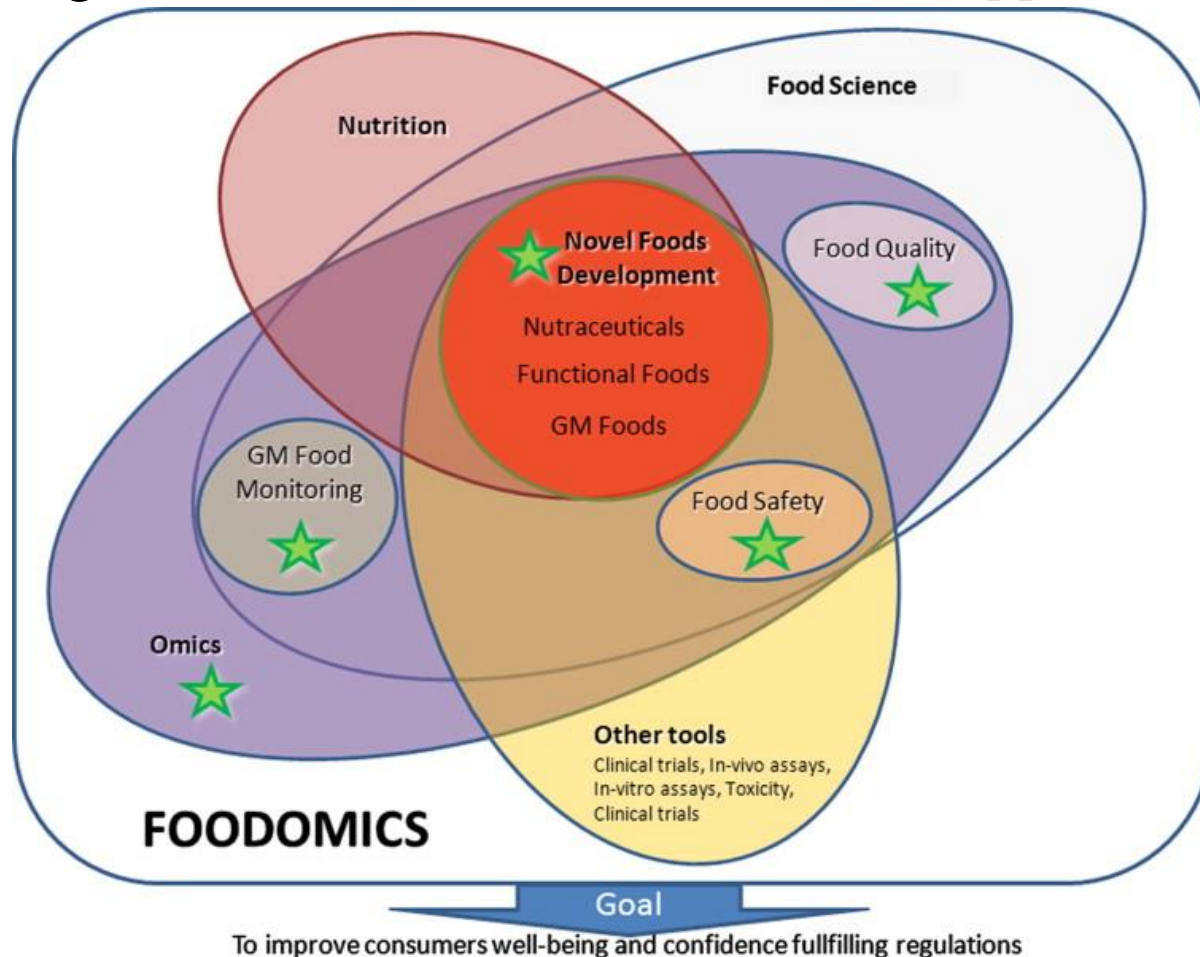 Food Science
Nutrition
Novel Foods
Development
Nutraceuticals
Functional Foods
GM Foods
Food Quality
GM Food
Monitoring
Food Safety
Omics
Other tools
Clinical trials, In-vivo assays,
In-vitro assays, Toxicity,
Clinical trials
FOODOMICS
Goal
To improve consumers well-being and confidence fullfilling regulations